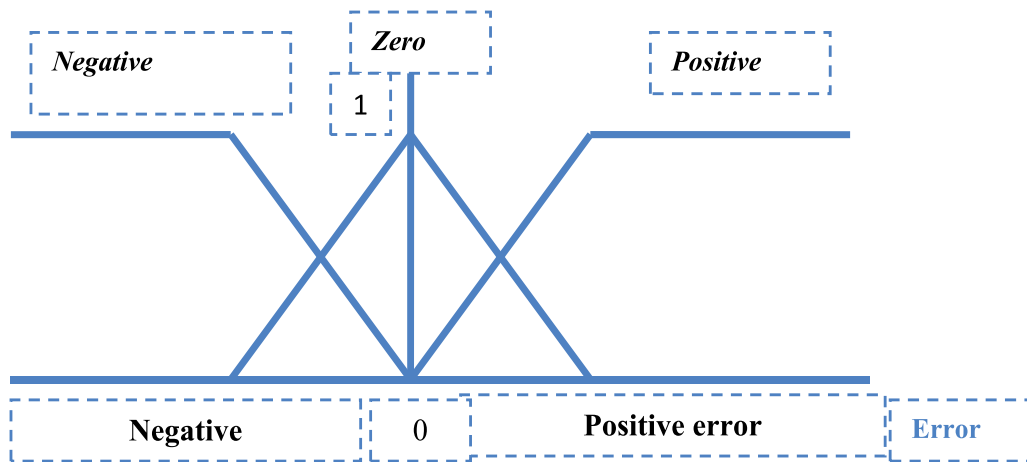 Zero
Negative
Positive
1
Negative
0
Positive error
Error